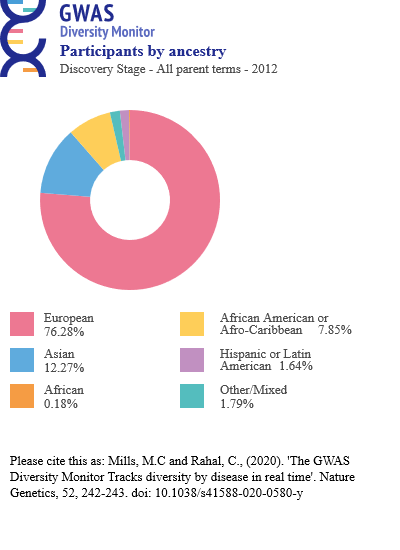 GWAS
Diversity Monitor
Participants by ancestry
Discovery Stage - All parent terms - 2012
European
76.28%
African American or
Afro-Caribbean 7.85%
Asian
12.27%
Hispanic or Latin
American 1.64%
African
0.18%
Other/Mixed
1.79%
Please cite this as: Mills, M.C and Rahal, C., (2020). 'The GWAS
Diversity Monitor Tracks diversity by disease in real time'. Nature
Genetics, 52, 242-243. doi: 10.1038/s41588-020-0580-y